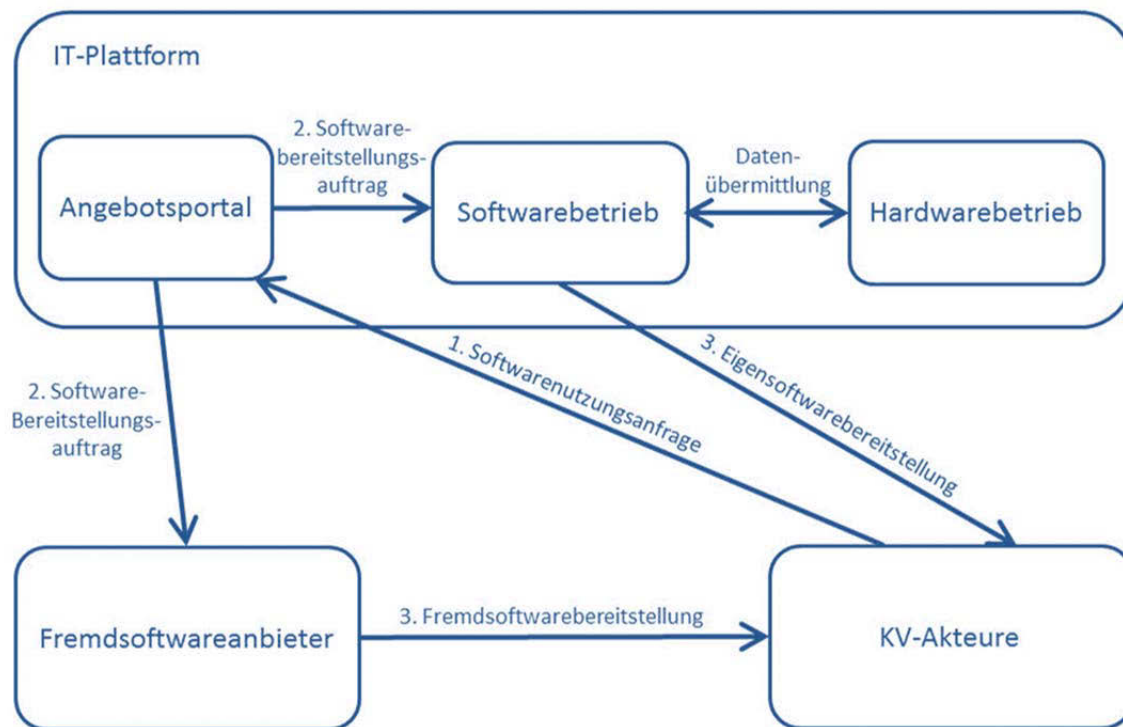 IT-Plattform
Angebotsportal
2. Software-
bereitstellungs-
auftrag
Softwarebetrieb
Daten-
übermittlung
Hardwarebetrieb
2. Software-
Bereitstellungs-
auftrag
1. Softwarenutzungsanfrage
3. Eigensoftwarebereitstellung
Fremdsoftwareanbieter
3. Fremdsoftwarebereitstellung
KV-Akteure